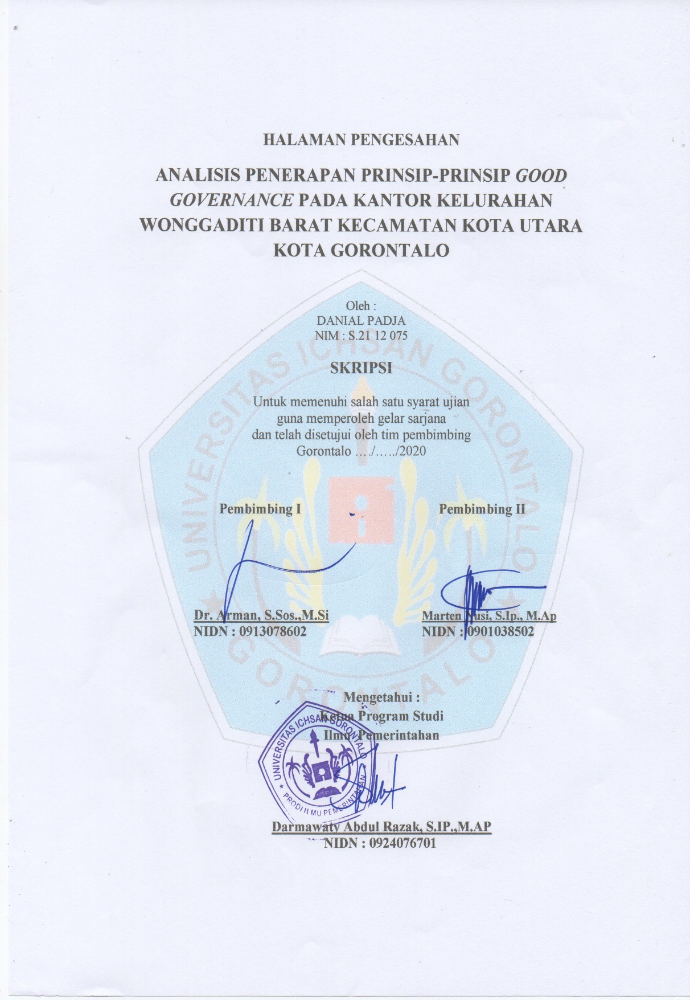 HALAMAN PENGESAHAN
ANALISIS PENERAPAN PRINSIP-PRINSIP GOOD
GOVERNANCE PADA KANTOR KELURAHAN
WONGGADITI BARAT KECAMATAN KOTA UTARA
KOTA GORONTALO
Oleh :
DANIAL PADJA
NIM : S.21 12 075
SKRIPSI
Untuk memenuhi salah satu syarat ujian
guna memperoleh gelar sarjana
dan telah disetujui oleh tim pembimbing
Gorontalo …./…../2020
UNIVERSITAS ICHSAN GORONTALO
GORONTALO
Pembimbing I Pembimbing II
Dr. Arman, S.Sos.,M.Si Marten Nusi, S.Ip., M.Ap
NIDN : 0913078602 NIDN : 0901038502
Mengetahui :
Ketua Program Studi
Ilmu Pemerintahan
UNIVERSITAS ICHSAN GORONTALO
PRODI ILMU PEMERINTAHAN
Darmawaty Abdul Razak, S.IP.,M.AP
NIDN : 0924076701